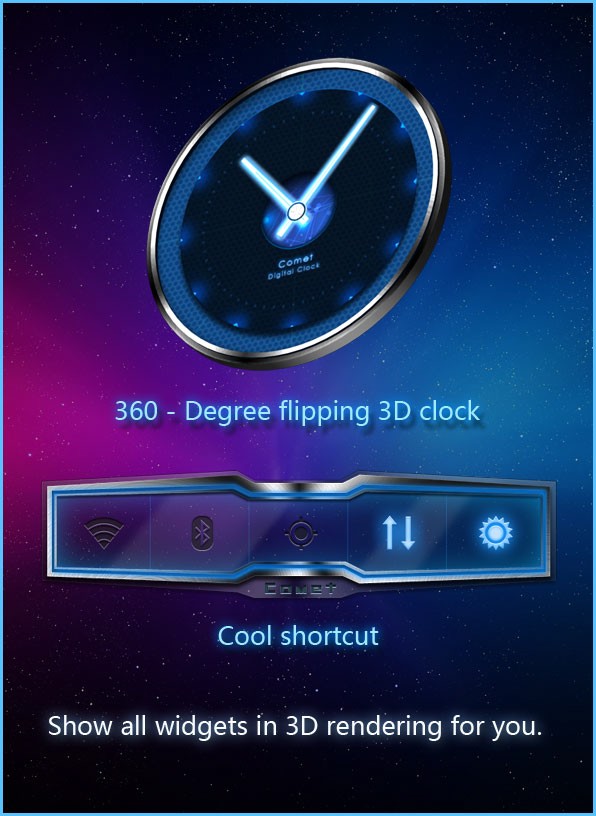 Comet
Digital Clock
360 - Degree flipping 3D clock
Comet
Cool shortcut
Show all widgets in 3D rendering for you.